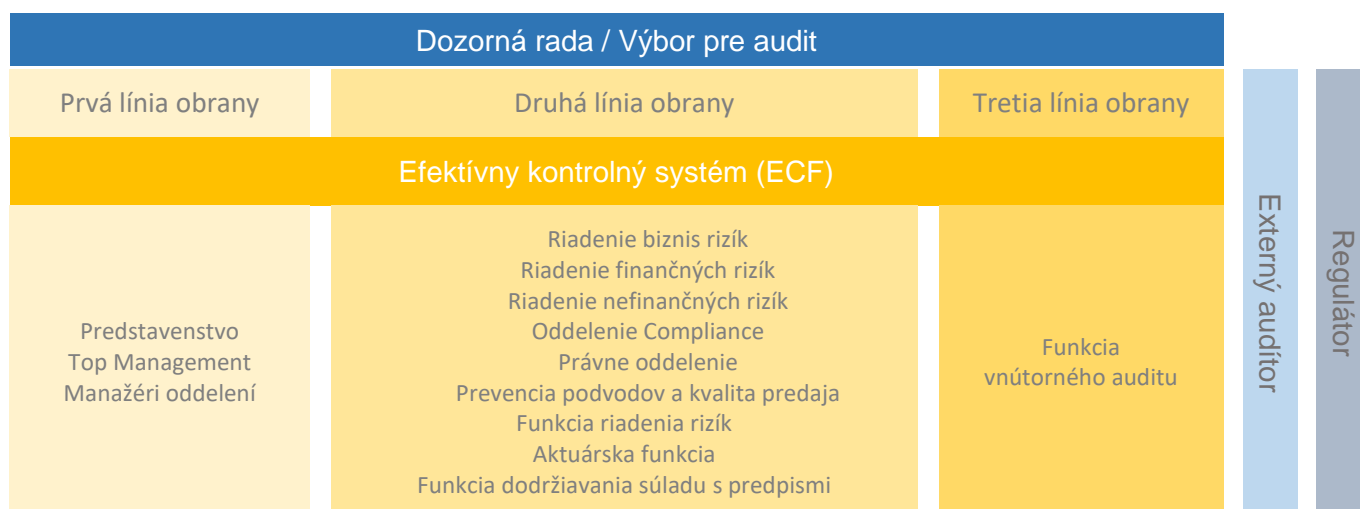 Dozorná rada / Výbor pre audit
Prvá línia obrany
Druhá línia obrany
Tretia línia obrany
Efektívny kontrolný systém (ECF)
Predstavenstvo
Top Management
Manažéri oddelení
Riadenie biznis rizík
Riadenie finančných rizík
Riadenie nefinančných rizík
Oddelenie Compliance
Právne oddelenie
Prevencia podvodov a kvalita predaja
Funkcia riadenia rizík
Aktuárska funkcia
Funkcia dodržiavania súladu s predpismi
Funkcia
vnútorného auditu
Externý audítor
Regulátor